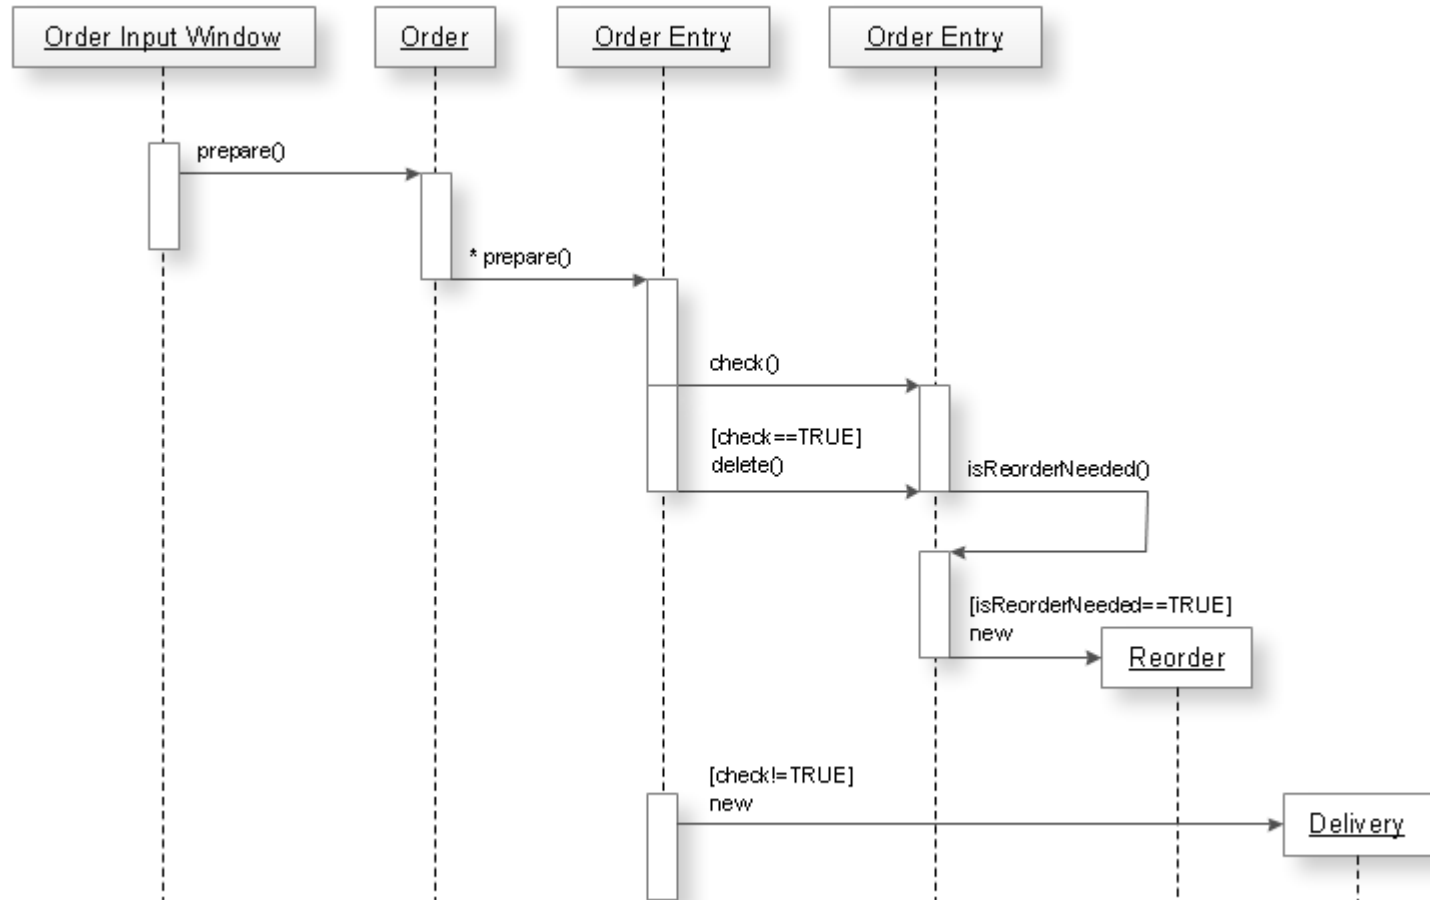 Order Input Window
Order
Order Entry
Order Entry
prepare()
* prepare()
check()
[check==TRUE]
delete()
isReorderNeeded()
[isReorderNeeded==TRUE]
new
Reorder
[check!=TRUE]
new
Delivery